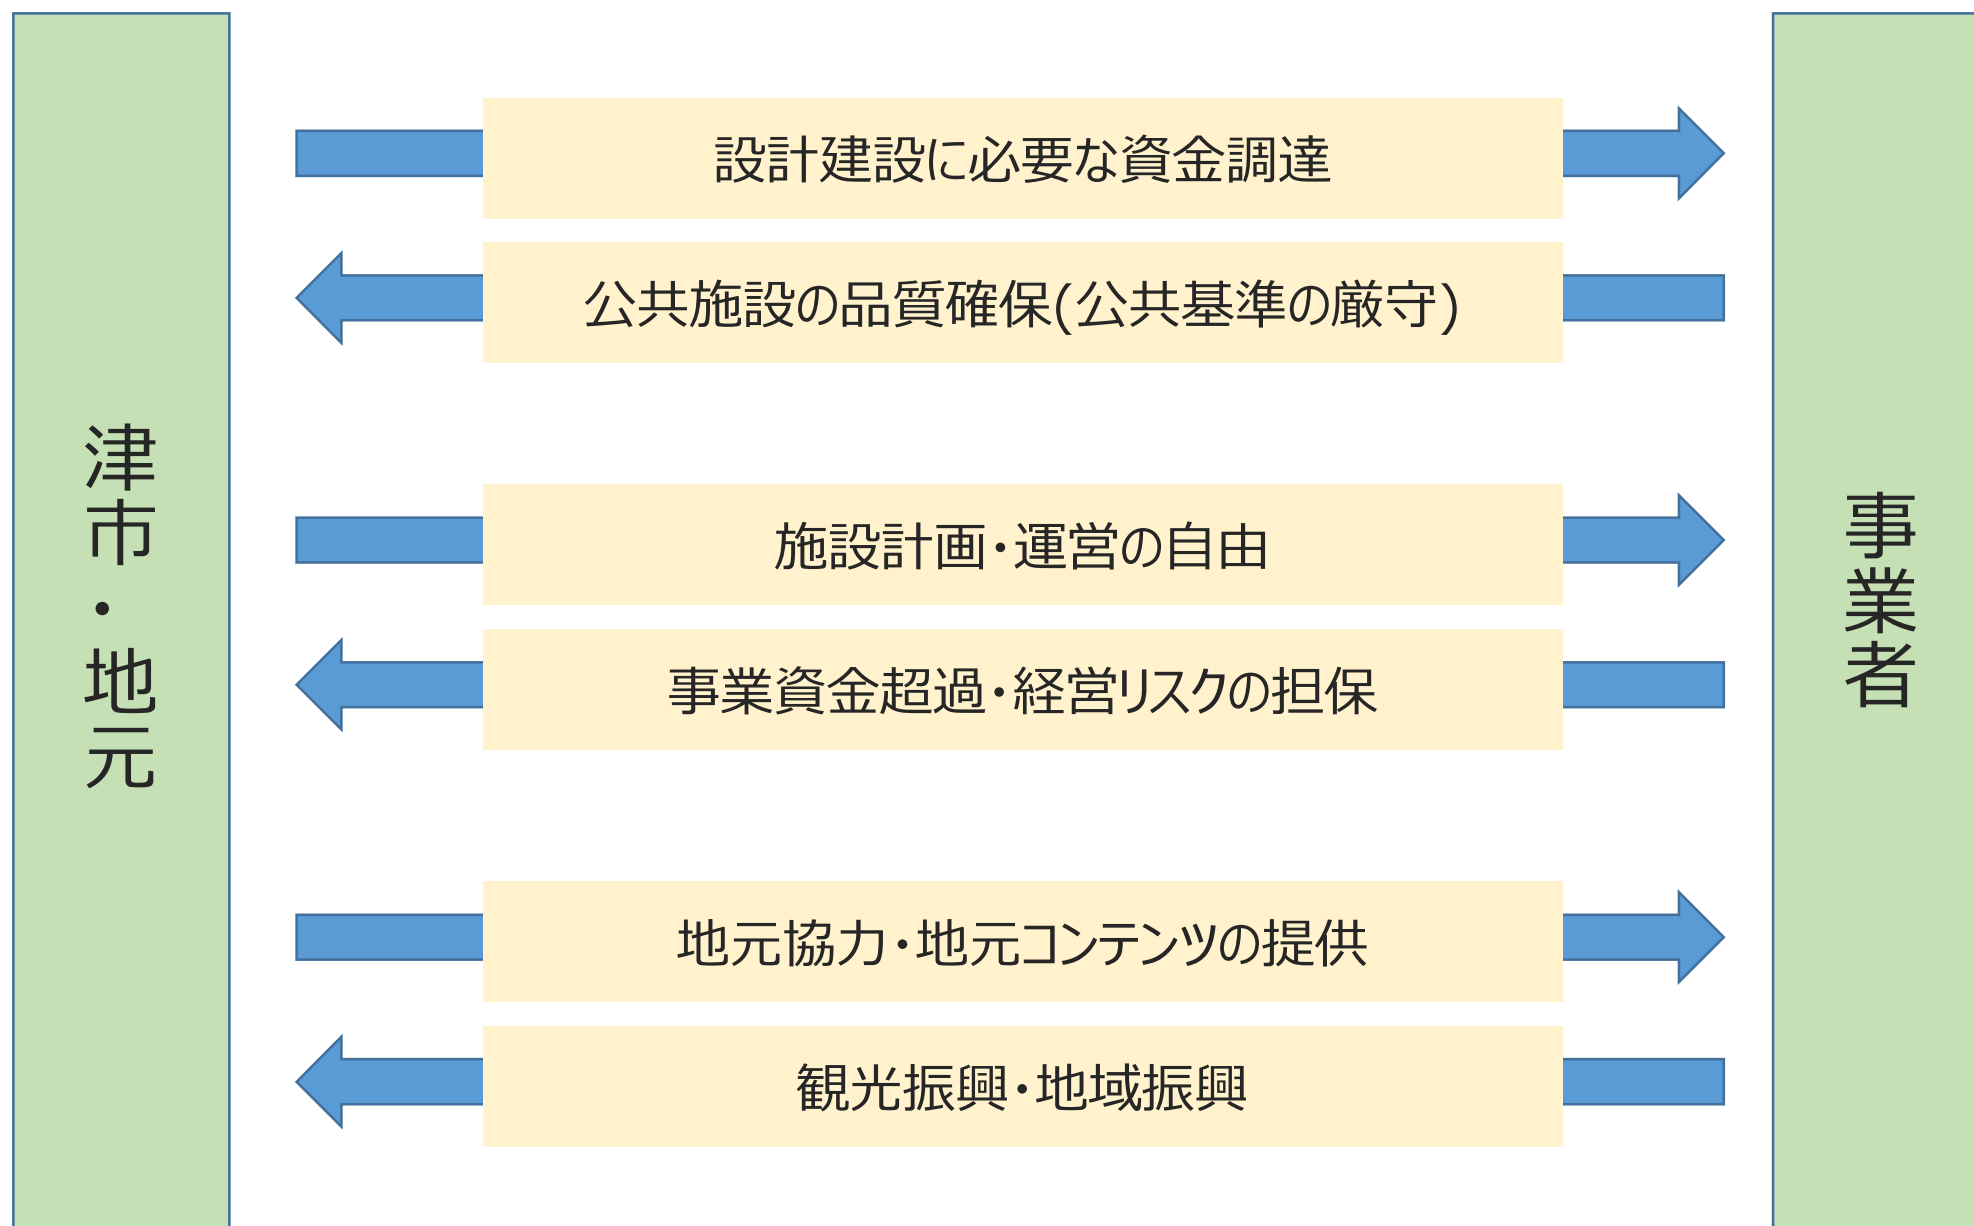 津市・地元
設計建設に必要な資金調達
公共施設の品質確保(公共基準の厳守)
施設計画・運営の自由
事業資金超過・経営リスクの担保
地元協力・地元コンテンツの提供
観光振興・地域振興
事業者